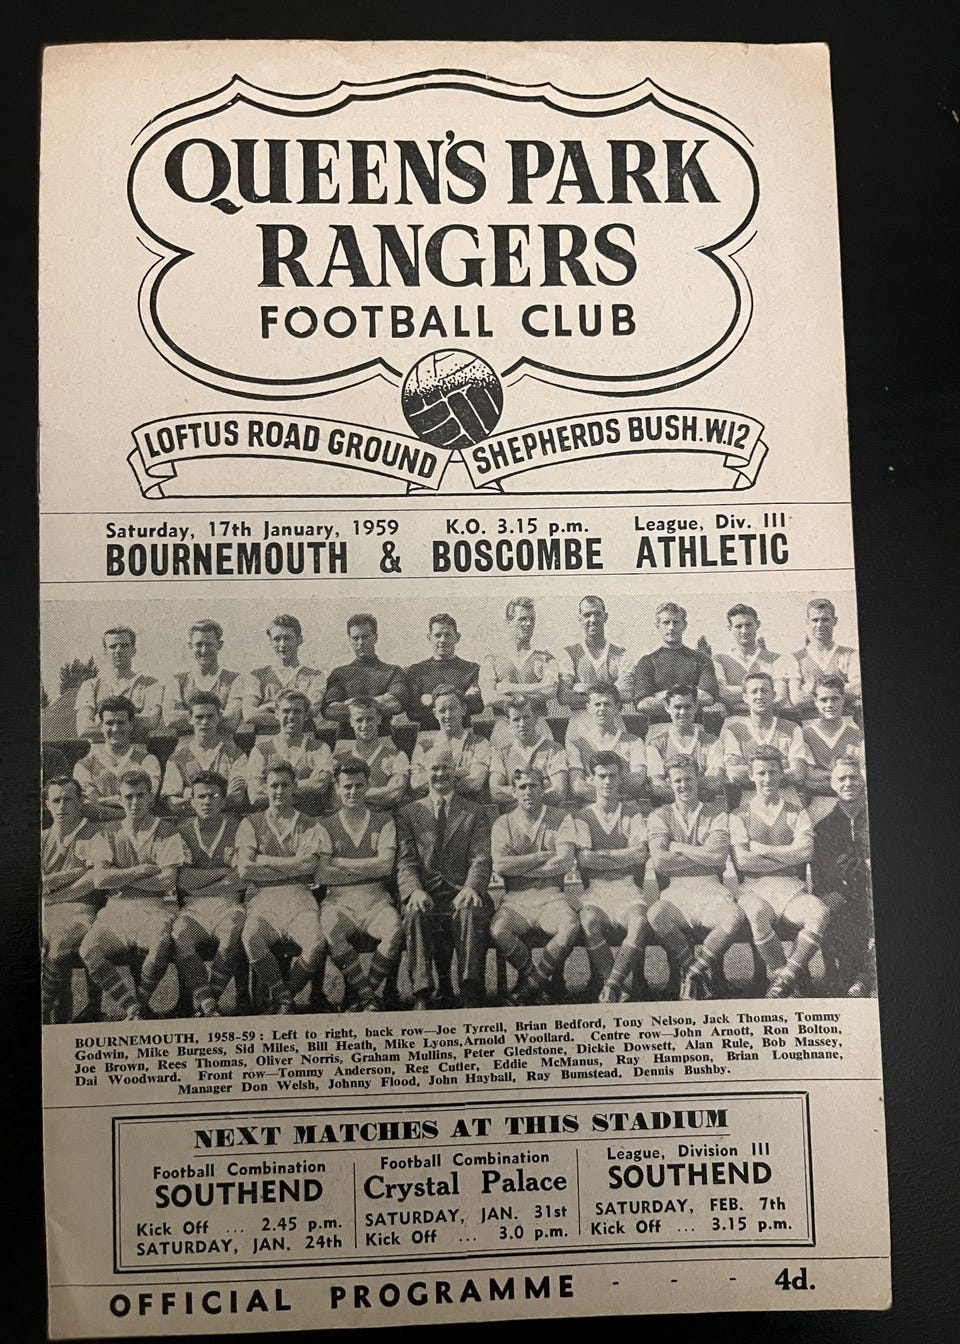 QUEEN'S PARK
RANGERS
FOOTBALL CLUB
LOFTUS ROAD GROUND SHEPHERDS BUSH.W.12
Saturday, 17th January, 1959 K.O. 3.15 p.m. League, Div. III
BOURNEMOUTH & BOSCOMBE ATHLETIC
BOURNEMOUTH, 1958-59 : Left to right, back row—Joe Tyrrell, Brian Bedford, Tony Nelson, Jack Thomas, Tommy
Godwin, Mike Burgess, Sid Miles, Bill Heath, Mike Lyons,Arnold Woollard. Centre row—John Arnott, Ron Bolton,
Joe Brown, Rees Thomas, Oliver Norris, Graham Mullins, Peter Gledstone, Dickie Dowsett, Alan Rule, Bob Massey,
Dai Woodward. Front row—Tommy Anderson, Reg Cutler, Eddie McManus, Ray Hampson, Brian Loughnane,
Manager Don Welsh, Johnny Flood, John Hayball, Ray Bumstead, Dennis Bushby.
NEXT MATCHES AT THIS STADIUM
Football Combination
SOUTHEND
Kick Off ... 2.45 p.m.
SATURDAY, JAN. 24th
Football Combination
Crystal Palace
SATURDAY, JAN. 31st
Kick Off ... 3.0 p.m.
League, Division III
SOUTHEND
SATURDAY, FEB. 7th
Kick Off ... 3.15 p.m.
OFFICIAL PROGRAMME - - - 4d.